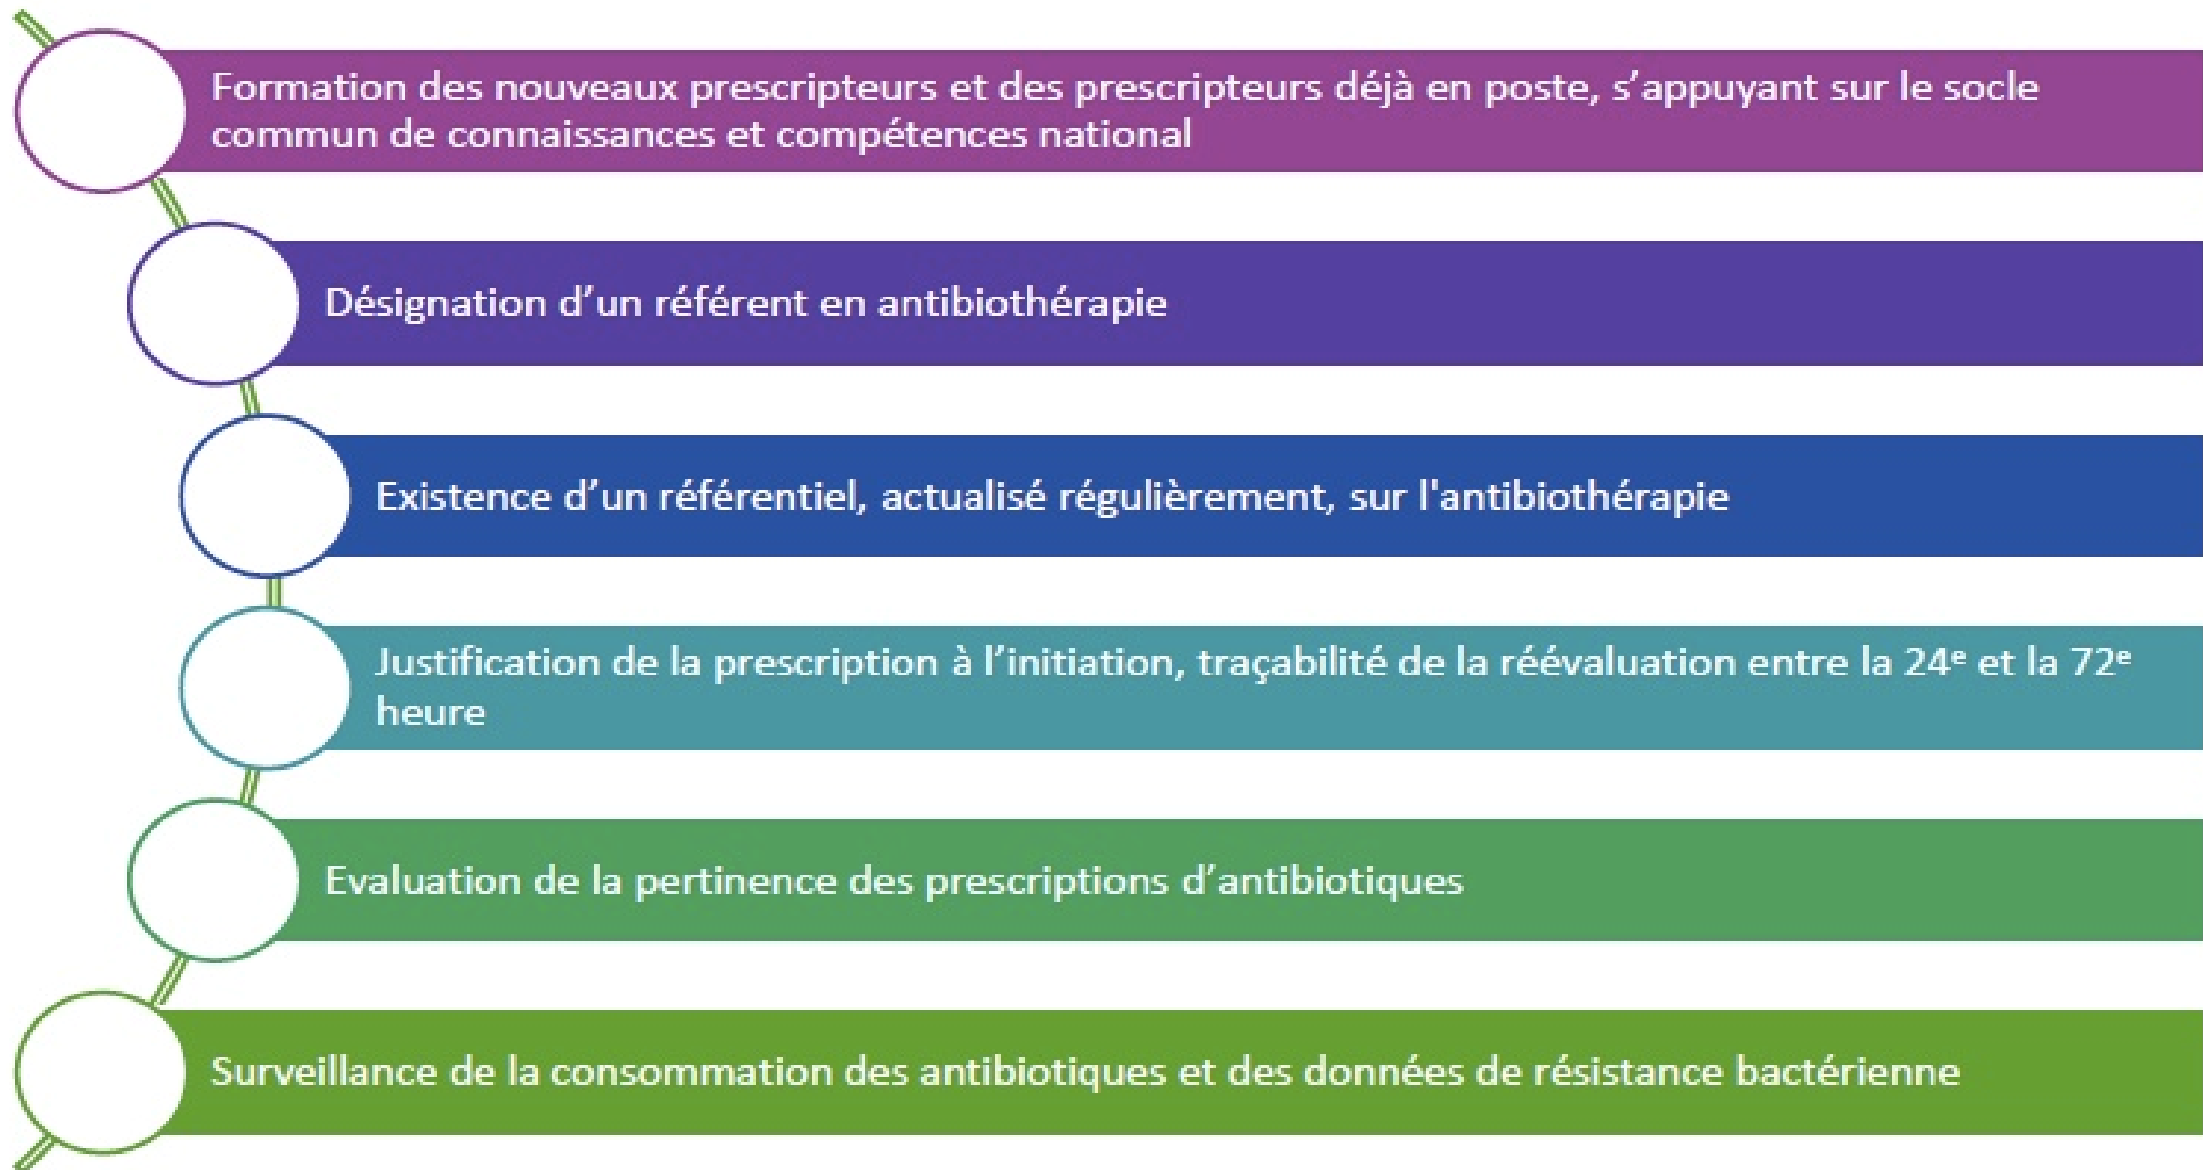 Formation des nouveaux prescripteurs et des prescripteurs déjà en poste, s’appuyant sur le socle
commun de connaissances et compétences national
Désignation d’un référent en antibiothérapie
Existence d’un référentiel, actualisé régulièrement, sur l'antibiothérapie
Justification de la prescription à l’initiation, traçabilité de la réévaluation entre la 24ᵉ et la 72ᵉ
heure
Evaluation de la pertinence des prescriptions d’antibiotiques
Surveillance de la consommation des antibiotiques et des données de résistance bactérienne